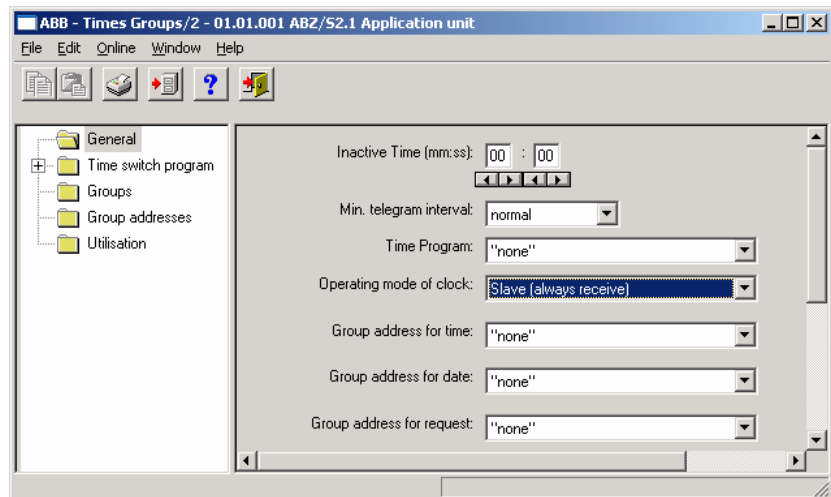 ABB - Times Groups/2 - 01.01.001 ABZ/S2.1 Application unit
File Edit Online Window Help
General
Time switch program
Groups
Group addresses
Utilisation
Inactive Time (mm:ss): 00 : 00
Min. telegram interval: normal
Time Program: "none"
Operating mode of clock: Slave (always receive)
Group address for time: "none"
Group address for date: "none"
Group address for request: "none"